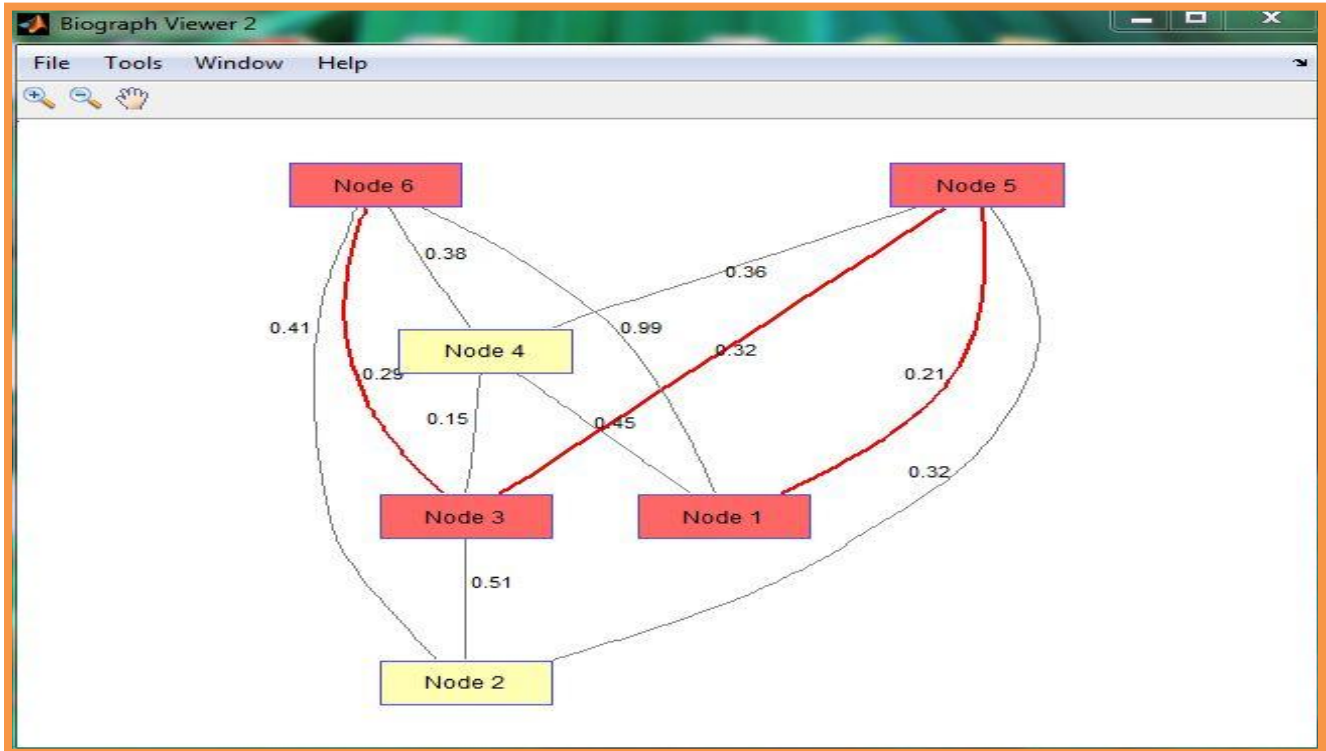 Biograph Viewer 2
File Tools Window Help
Node 6
Node 5
0.38
0.36
0.41
0.99
Node 4
0.32
0.29
0.21
0.15
0.45
0.32
Node 3
Node 1
0.51
Node 2